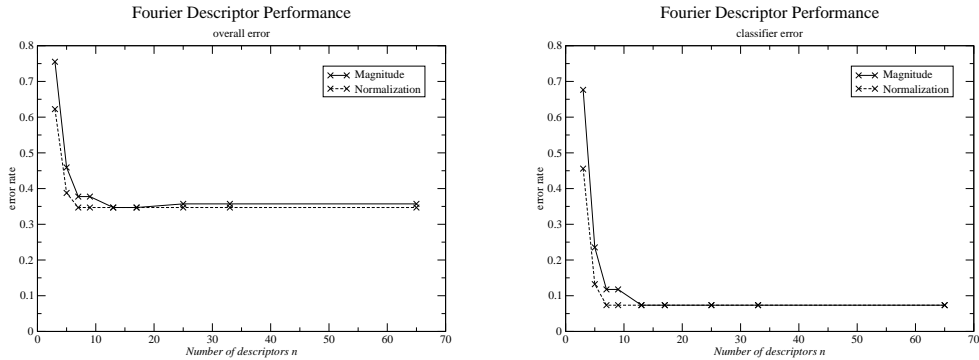 Fourier Descriptor Performance
overall error
0.8
0.7
0.6
0.5
0.4
0.3
0.2
0.1
0
error rate
Magnitude
Normalization
0 10 20 30 40 50 60 70
Number of descriptors n
Fourier Descriptor Performance
classifier error
0.8
0.7
0.6
0.5
0.4
0.3
0.2
0.1
0
error rate
Magnitude
Normalization
0 10 20 30 40 50 60 70
Number of descriptors n